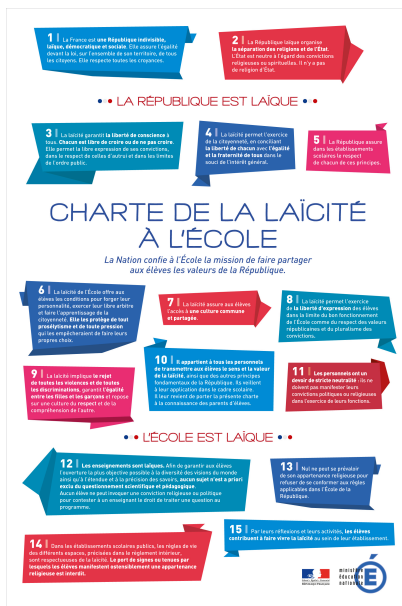 1 | La France est une République indivisible,
laïque, démocratique et sociale. Elle assure l'égalité
devant la loi, sur l'ensemble de son territoire, de tous
les citoyens. Elle respecte toutes les croyances.
2 | La République laïque organise
la séparation des religions et de l'État.
L'État est neutre à l'égard des convictions
religieuses ou spirituelles. Il n'y a pas
de religion d'État.
LA RÉPUBLIQUE EST LAÏQUE
3 | La laïcité garantit la liberté de conscience à
tous. Chacun est libre de croire ou de ne pas croire.
Elle permet la libre expression de ses convictions,
dans le respect de celles d'autrui et dans les limites
de l'ordre public.
4 | La laïcité permet l'exercice
de la citoyenneté, en conciliant
la liberté de chacun avec l'égalité
et la fraternité de tous dans le
souci de l'intérêt général.
5 | La République assure
dans les établissements
scolaires le respect
de chacun de ces principes.
CHARTE DE LA LAÏCITÉ
À L'ÉCOLE
La Nation confie à l'École la mission de faire partager
aux élèves les valeurs de la République.
6 | La laïcité de l'École offre aux
élèves les conditions pour forger leur
personnalité, exercer leur libre arbitre
et faire l'apprentissage de la
citoyenneté. Elle les protège de tout
prosélytisme et de toute pression
qui les empêcheraient de faire leurs
propres choix.
7 | La laïcité assure aux élèves
l'accès à une culture commune
et partagée.
8 | La laïcité permet l'exercice
de la liberté d'expression des élèves
dans la limite du bon fonctionnement
de l'École comme du respect des valeurs
républicaines et du pluralisme des
convictions.
9 | La laïcité implique le rejet
de toutes les violences et de toutes
les discriminations, garantit l'égalité
entre les filles et les garçons et repose
sur une culture du respect et de la
compréhension de l'autre.
10 | Il appartient à tous les personnels
de transmettre aux élèves le sens et la valeur
de la laïcité, ainsi que des autres principes
fondamentaux de la République. Ils veillent
à leur application dans le cadre scolaire.
Il leur revient de porter la présente charte
à la connaissance des parents d'élèves.
11 | Les personnels ont un
devoir de stricte neutralité : ils ne
doivent pas manifester leurs
convictions politiques ou religieuses
dans l'exercice de leurs fonctions.
L'ÉCOLE EST LAÏQUE
12 | Les enseignements sont laïques. Afin de garantir aux élèves
l'ouverture la plus objective possible à la diversité des visions du monde
ainsi qu'à l'étendue et à la précision des savoirs, aucun sujet n'est a priori
exclu du questionnement scientifique et pédagogique.
Aucun élève ne peut invoquer une conviction religieuse ou politique
pour contester à un enseignant le droit de traiter une question au
programme.
13 | Nul ne peut se prévaloir
de son appartenance religieuse pour
refuser de se conformer aux règles
applicables dans l'École de la
République.
14 | Dans les établissements scolaires publics, les règles de vie
des différents espaces, précisées dans le règlement intérieur,
sont respectueuses de la laïcité. Le port de signes ou tenues par
lesquels les élèves manifestent ostensiblement une appartenance
religieuse est interdit.
15 | Par leurs réflexions et leurs activités, les élèves
contribuent à faire vivre la laïcité au sein de leur établissement.
ministère
éducation
nationale